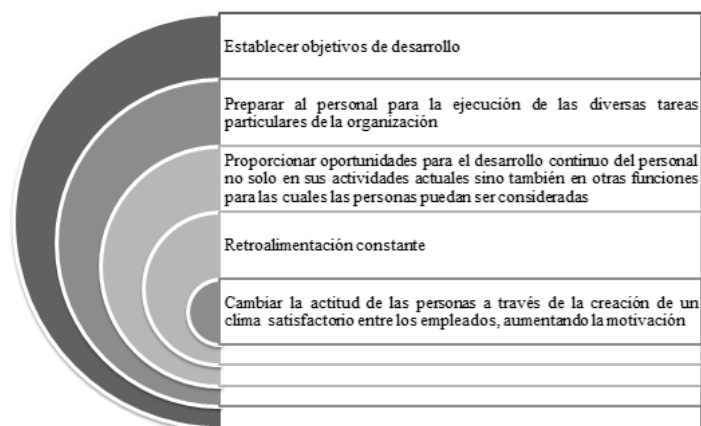 Establecer objetivos de desarrollo
Preparar al personal para la ejecución de las diversas tareas
particulares de la organización
Proporcionar oportunidades para el desarrollo continuo del personal
no solo en sus actividades actuales sino también en otras funciones
para las cuales las personas puedan ser consideradas
Retroalimentación constante
Cambiar la actitud de las personas a través de la creación de un
clima satisfactorio entre los empleados, aumentando la motivación